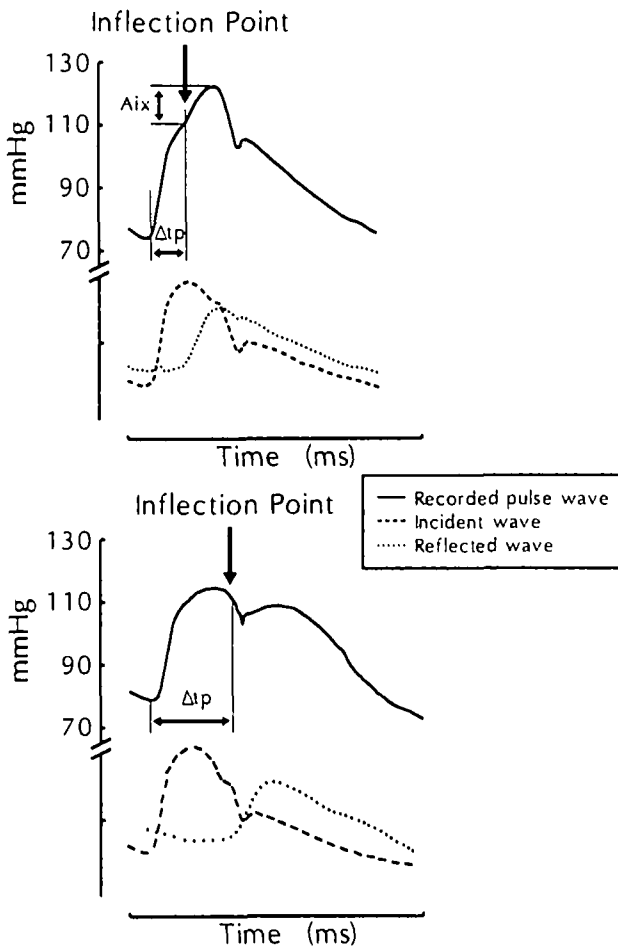 Inflection Point
130
Aix
110
mmHg
90
Δtp
70
Time (ms)
Recorded pulse wave
Incident wave
Reflected wave
Inflection Point
130
110
mmHg
90
Δtp
70
Time (ms)